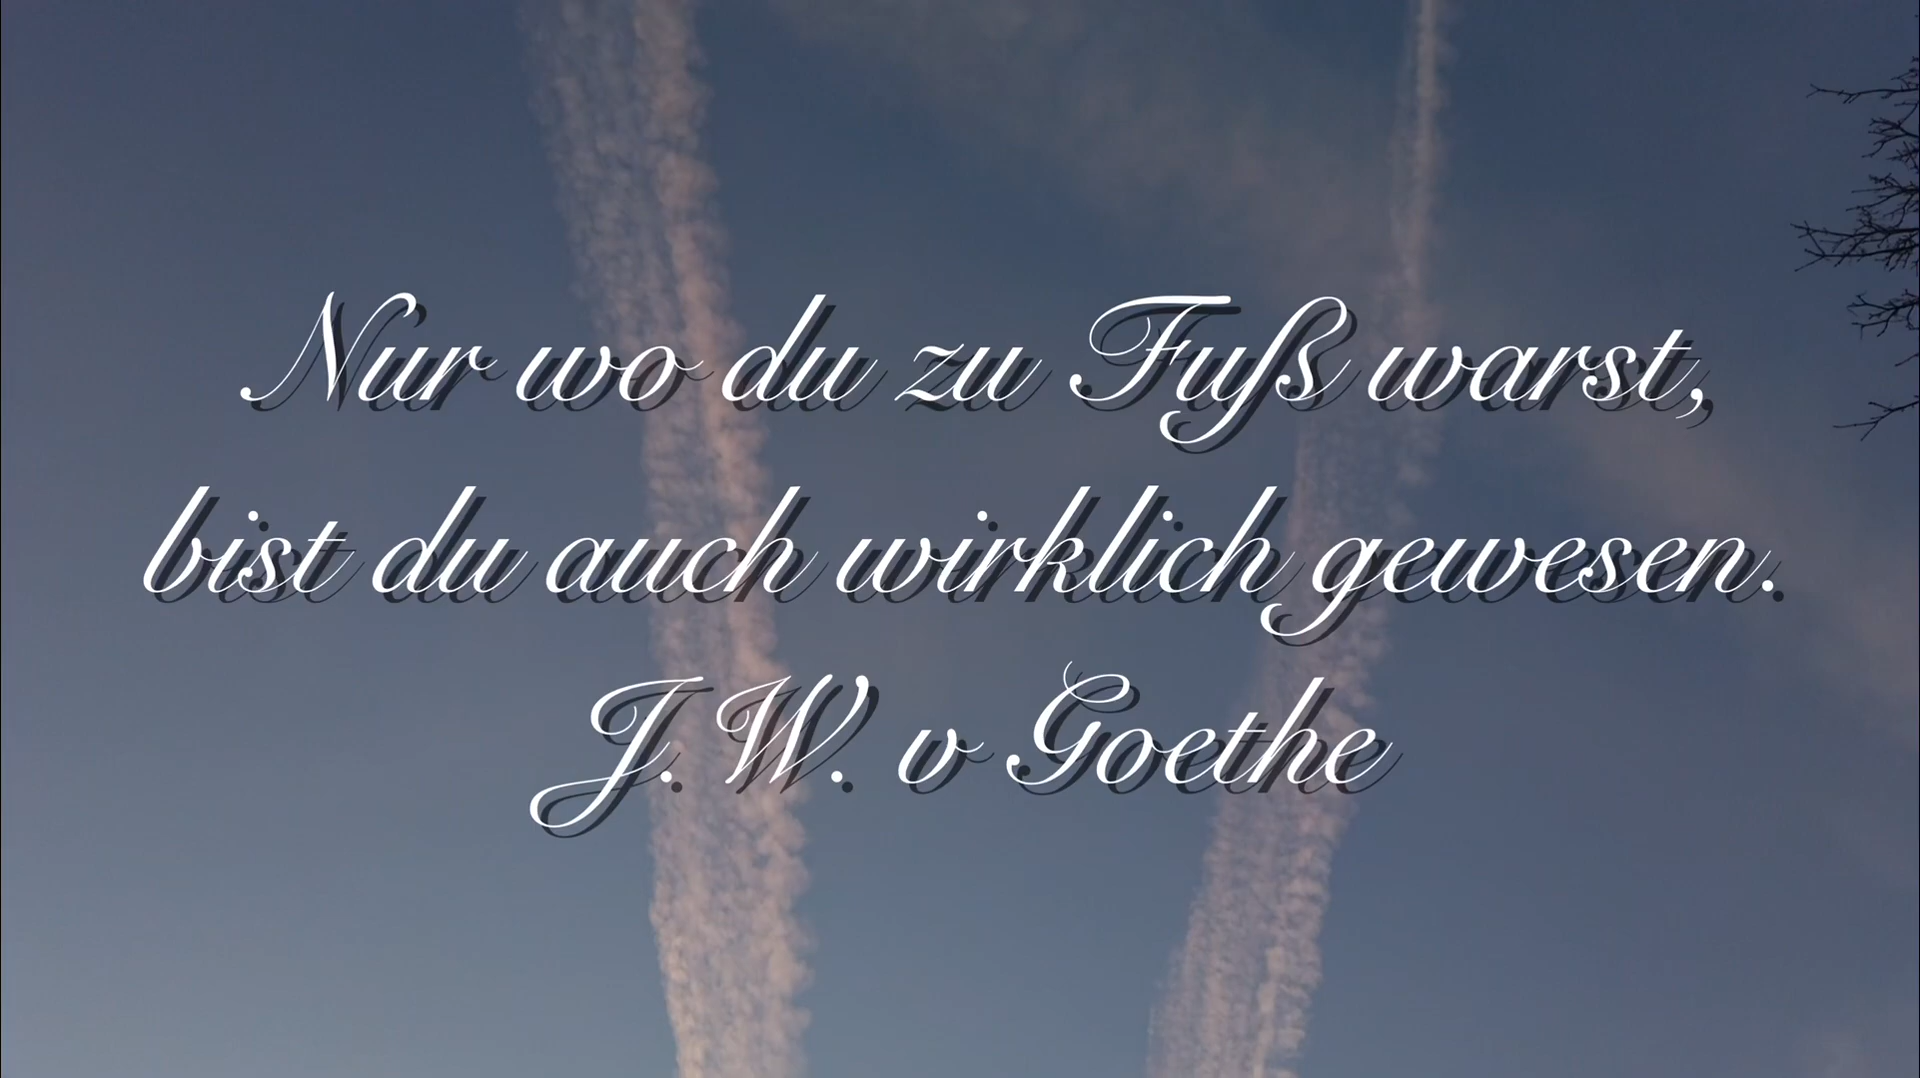 Nur wo du zu Fuß warst,
bist du auch wirklich gewesen.
J. W. v Goethe